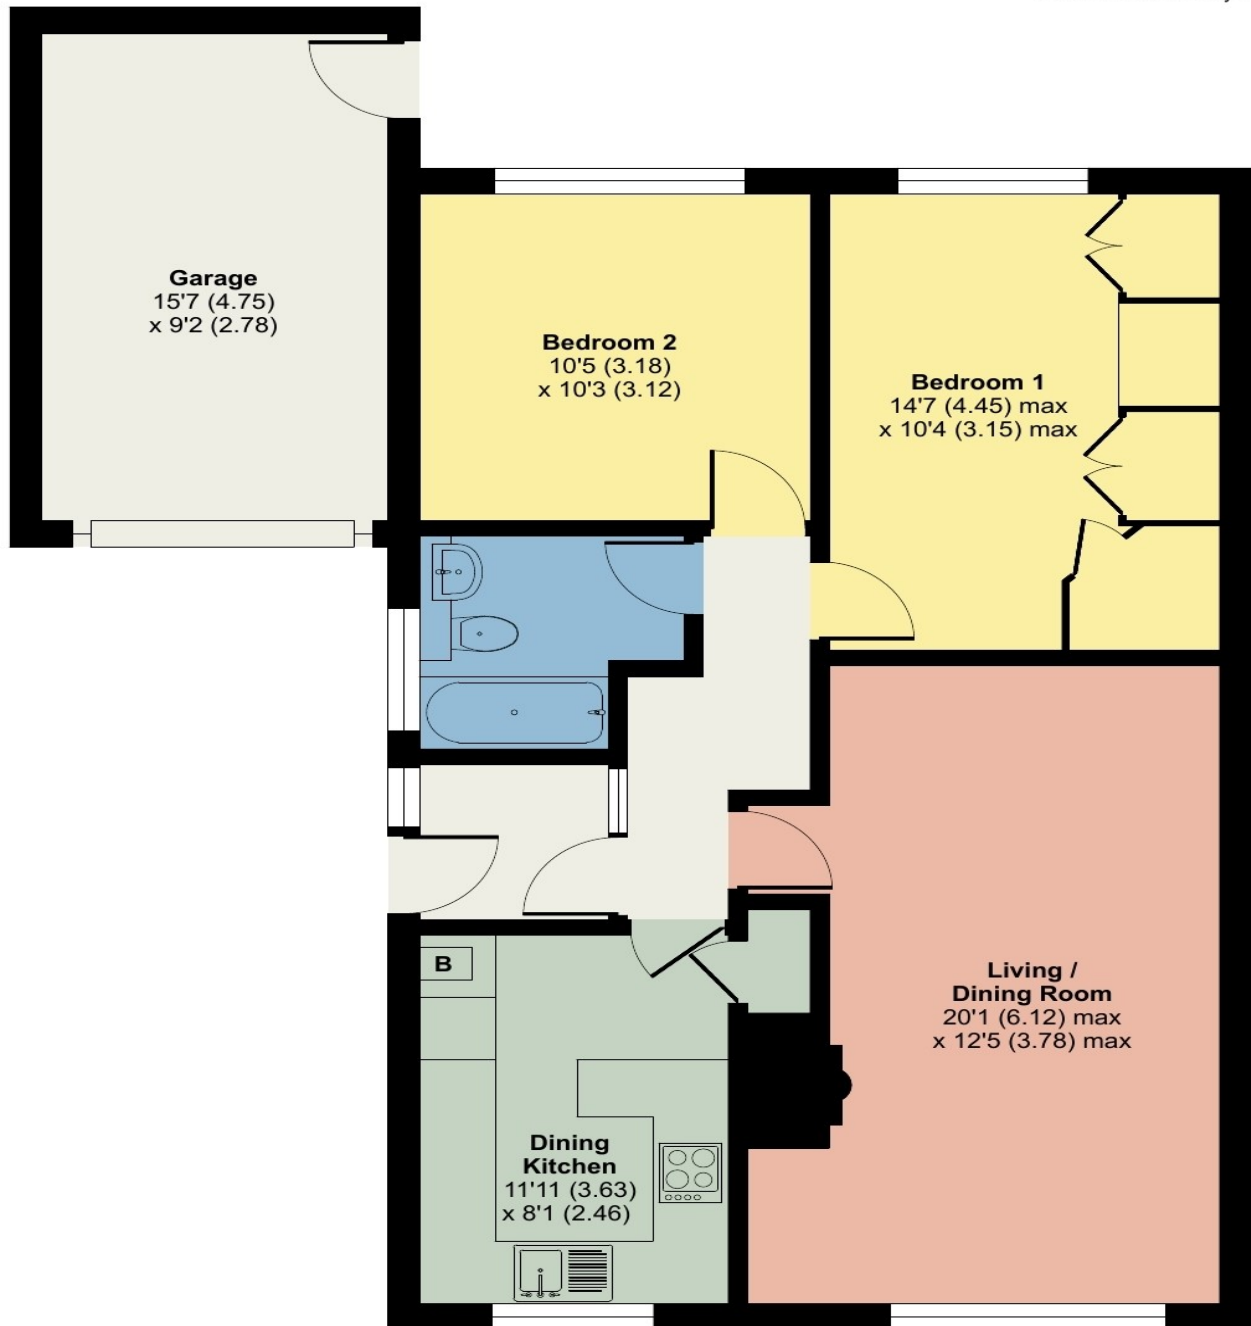 Garage
15'7 (4.75)
x 9'2 (2.78)
Bedroom 2
10'5 (3.18)
x 10'3 (3.12)
Bedroom 1
14'7 (4.45) max
x 10'4 (3.15) max
B
Living /
Dining Room
20'1 (6.12) max
x 12'5 (3.78) max
Dining
Kitchen
11'11 (3.63)
x 8'1 (2.46)